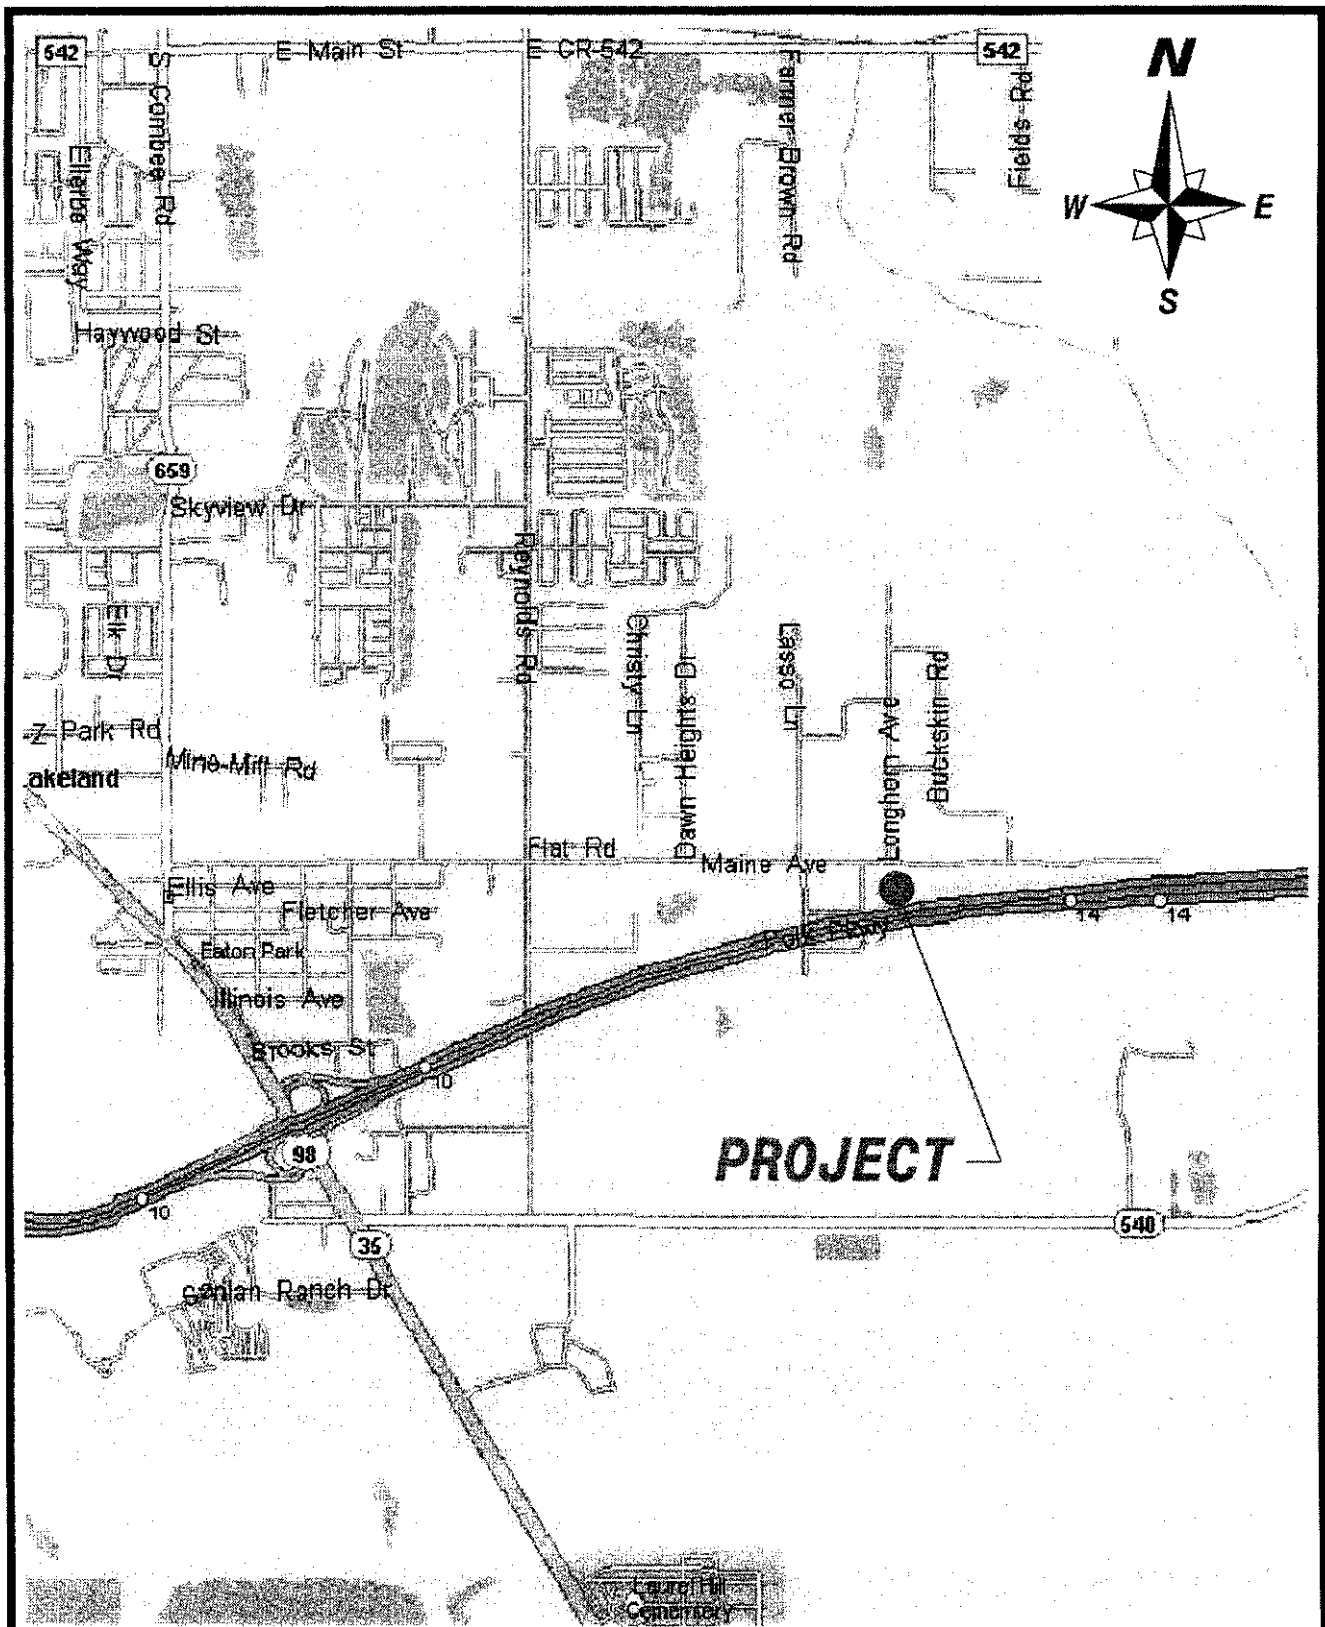 542
E Main St
E CR-542
542
N
S Combee Rd
Farmer Brown Rd
Fields Rd
Ellerbe Way
W
E
S
Haywood St
659
Skyview Dr
Reynolds Rd
Elk Dr
Christy Ln
Lasso Ln
Dawn Heights Dr
Longhorn Ave
Buckskin Rd
Z Park Rd
akeland
Mine-Mill Rd
Flat Rd
Maine Ave
Ellis Ave
Fletcher Ave
14
14
Polk Pkwy
Eaton Park
Illinois Ave
Brooks St
10
98
PROJECT
10
35
540
Ranch Dr
Laurel Hill
Cementery